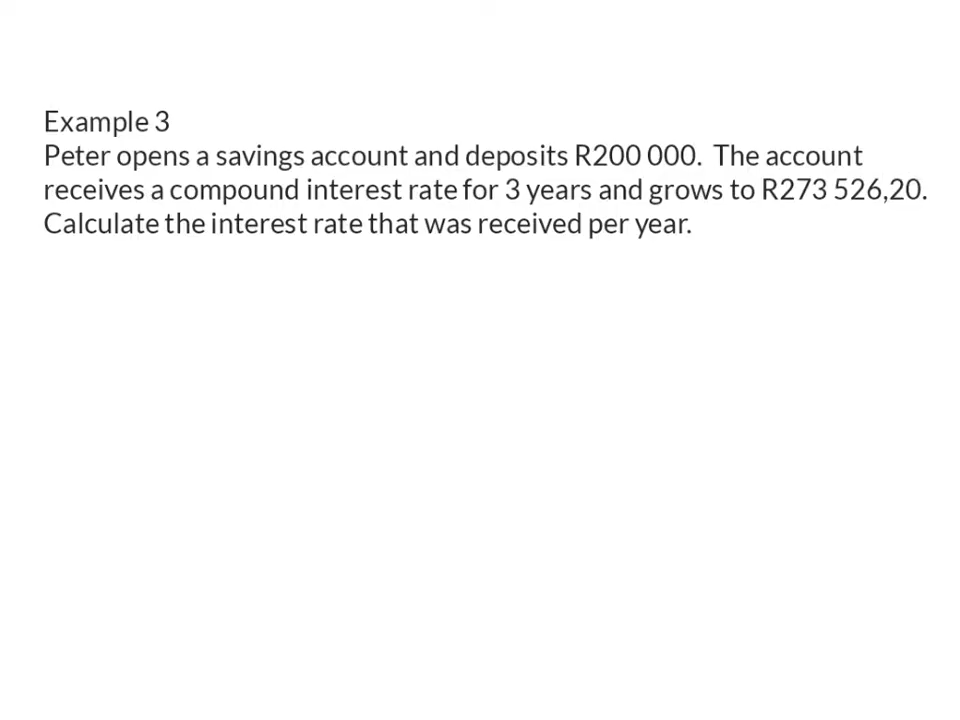 Example 3
Peter opens a savings account and deposits R200 000.  The account
receives a compound interest rate for 3 years and grows to R273 526,20.
Calculate the interest rate that was received per year.